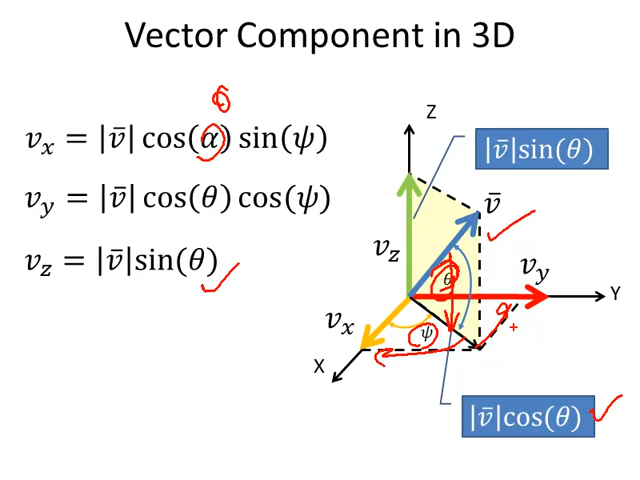 Vector Component in 3D
θ
v_x = |v̄| cos(α) sin(ψ)
v_y = |v̄| cos(θ) cos(ψ)
v_z = |v̄| sin(θ)
Z
|v̄|sin(θ)
v̄
v_z
v_y
θ
Y
v_x
ψ
X
|v̄|cos(θ)